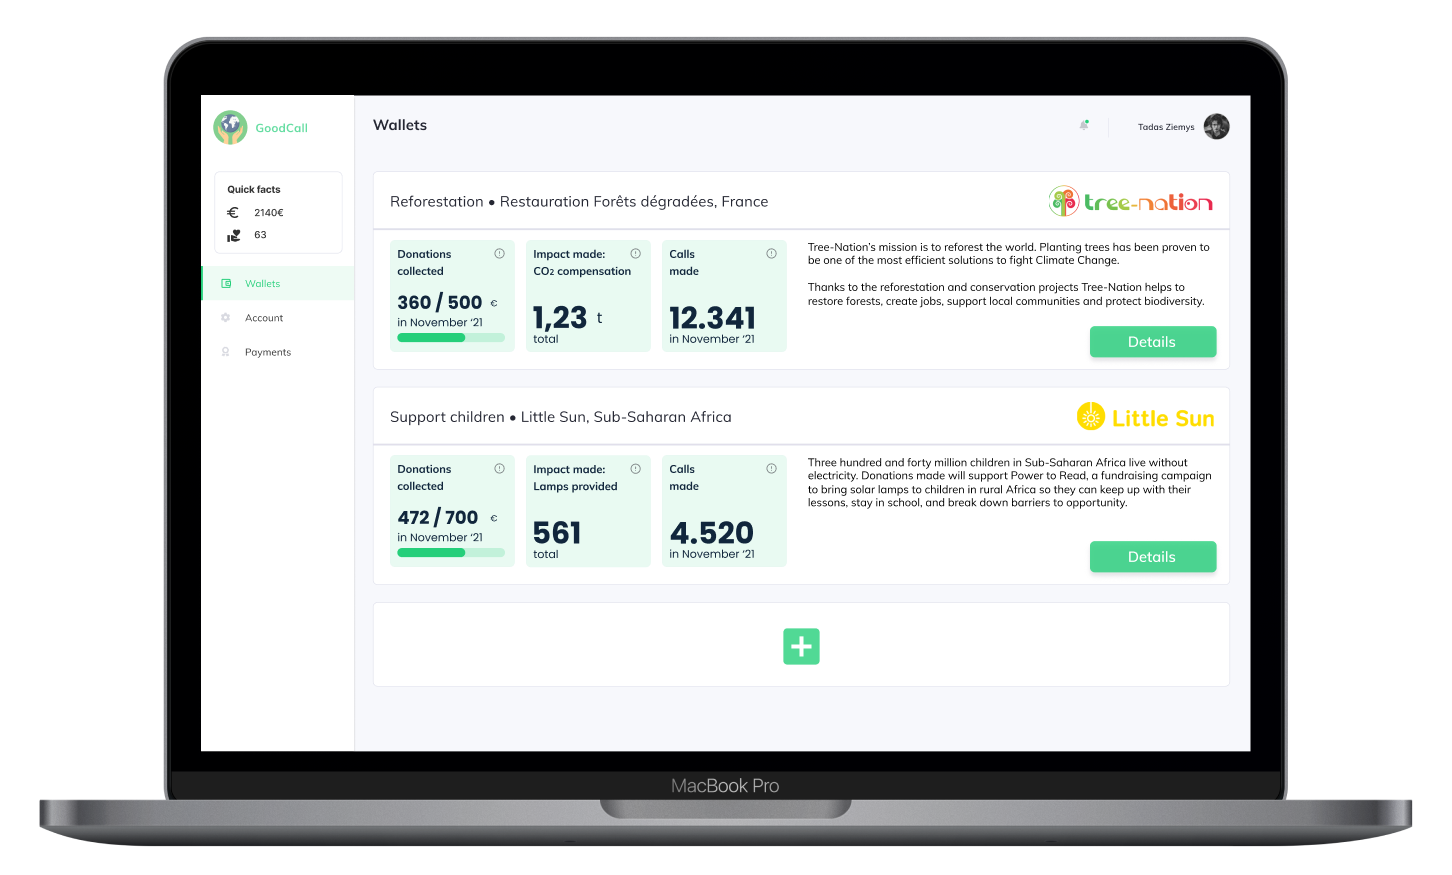 GoodCall
Wallets
Tadas Ziemys
Quick facts
2140€
63
Wallets
Account
Payments
Reforestation • Restauration Forêts dégradées, France
tree-nation
Donations
collected
360 / 500 €
in November ‘21
Impact made:
CO₂ compensation
1,23 t
total
Calls
made
12.341
in November ‘21
Tree-Nation’s mission is to reforest the world. Planting trees has been proven to
be one of the most efficient solutions to fight Climate Change.
Thanks to the reforestation and conservation projects Tree-Nation helps to
restore forests, create jobs, support local communities and protect biodiversity.
Details
Support children • Little Sun, Sub-Saharan Africa
Little Sun
Donations
collected
472 / 700 €
in November ‘21
Impact made:
Lamps provided
561
total
Calls
made
4.520
in November ‘21
Three hundred and forty million children in Sub-Saharan Africa live without
electricity. Donations made will support Power to Read, a fundraising campaign
to bring solar lamps to children in rural Africa so they can keep up with their
lessons, stay in school, and break down barriers to opportunity.
Details
MacBook Pro